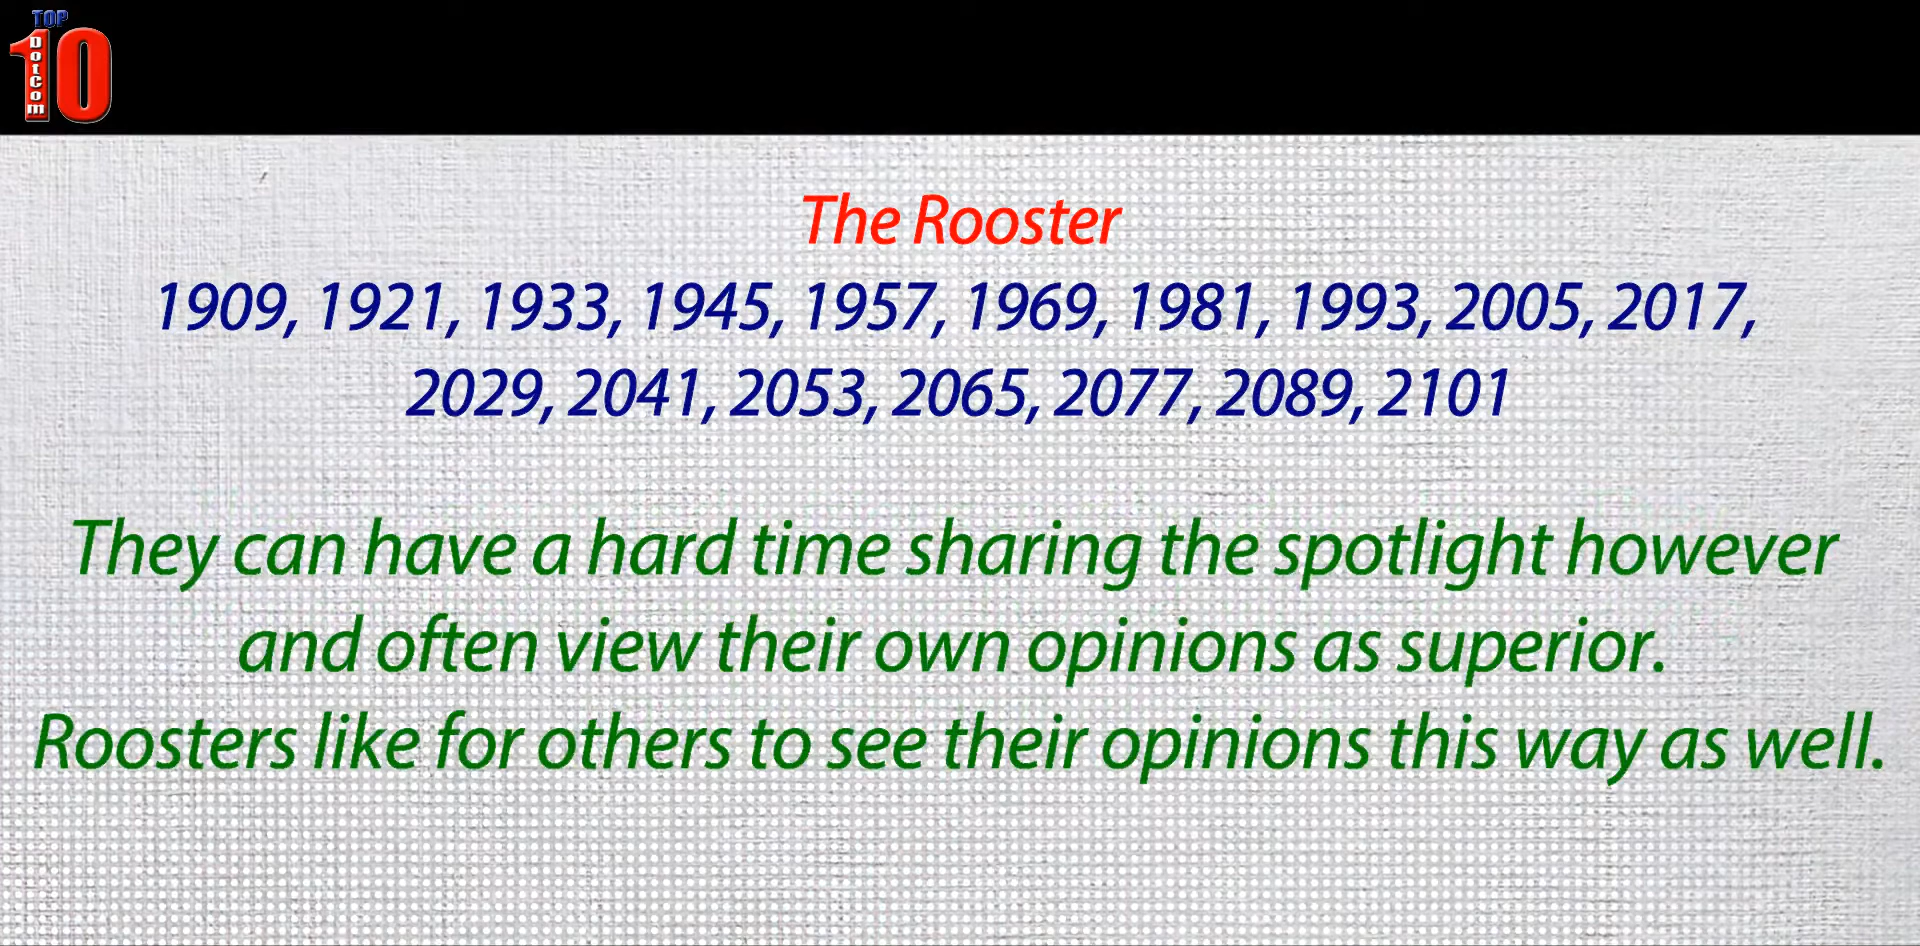 TOP
10
DotCom
The Rooster
1909, 1921, 1933, 1945, 1957, 1969, 1981, 1993, 2005, 2017,
2029, 2041, 2053, 2065, 2077, 2089, 2101
They can have a hard time sharing the spotlight however
and often view their own opinions as superior.
Roosters like for others to see their opinions this way as well.